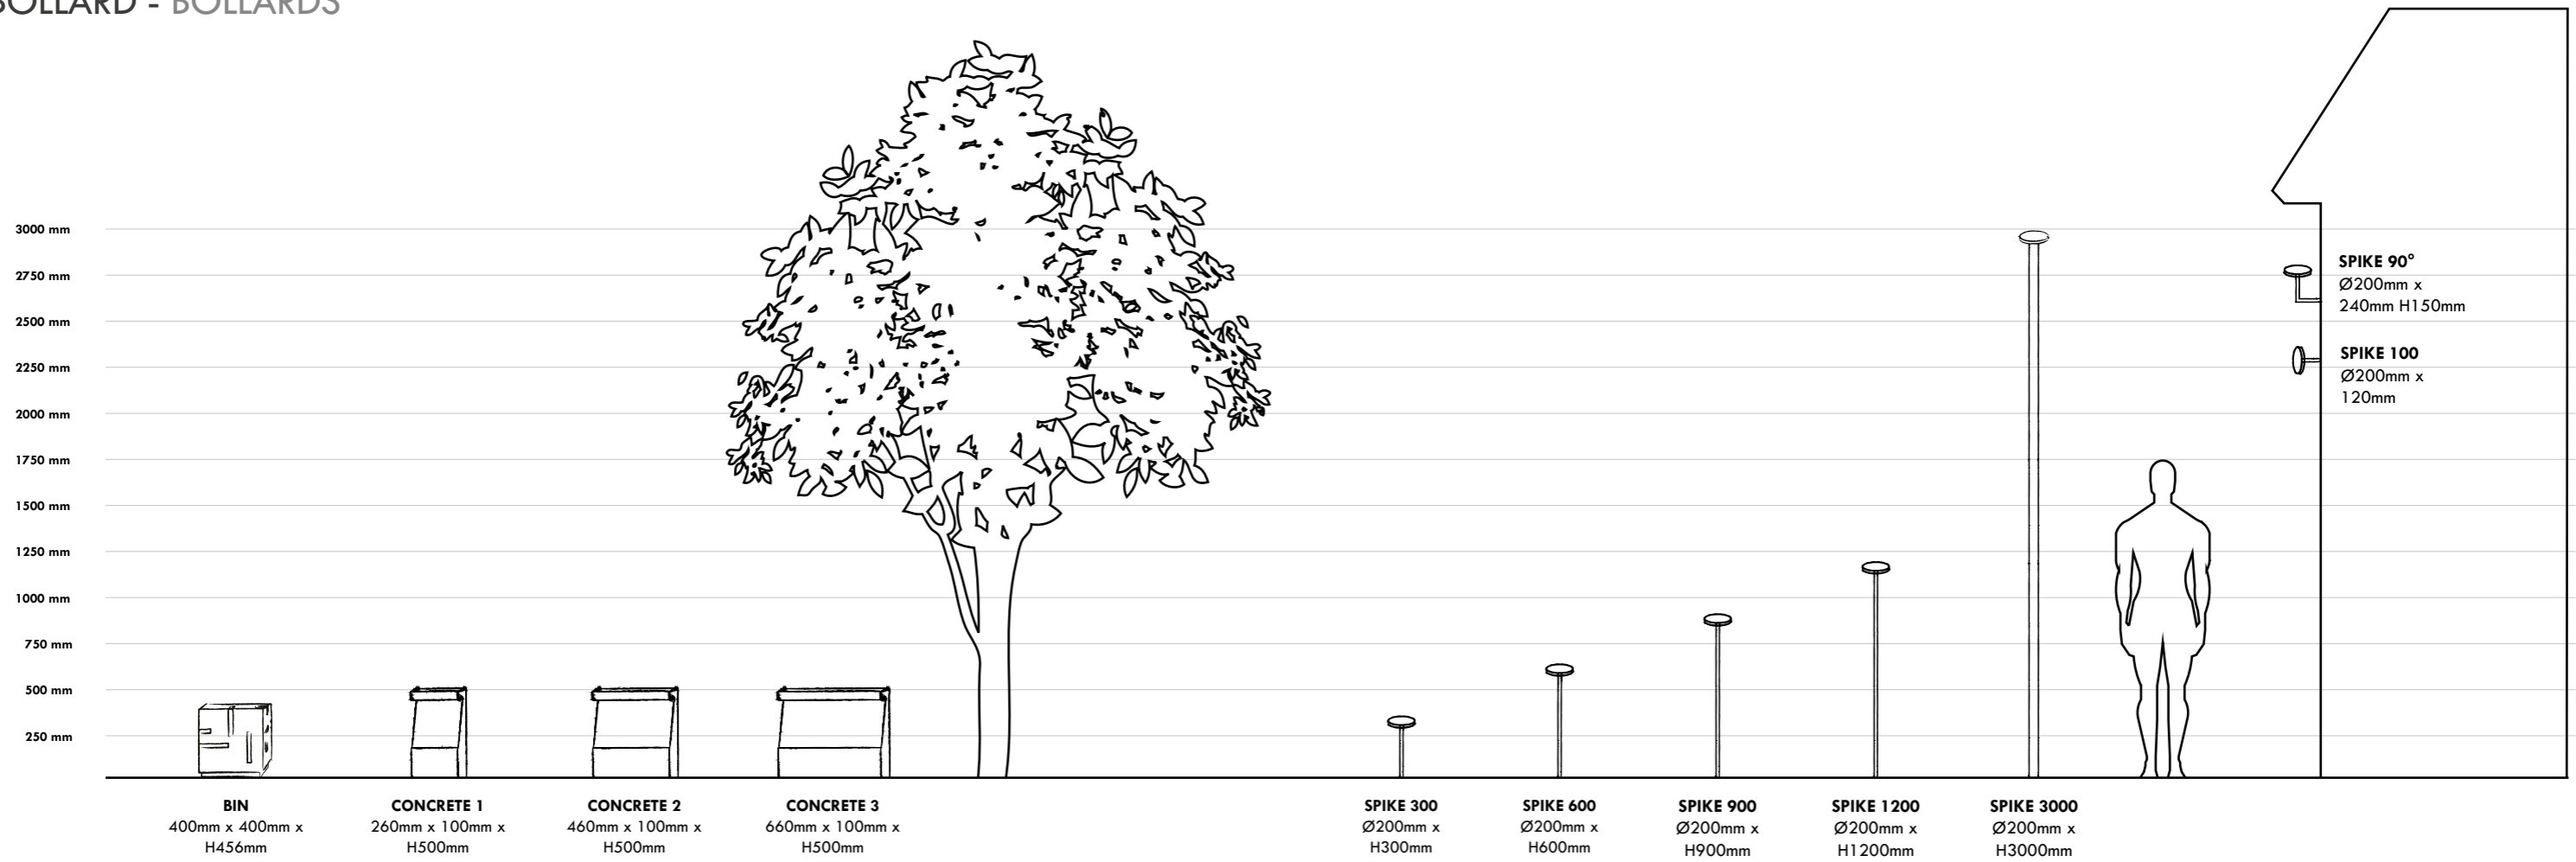 BOLLARD - BOLLARDS
3000 mm
2750 mm
2500 mm
2250 mm
2000 mm
1750 mm
1500 mm
1250 mm
1000 mm
750 mm
500 mm
250 mm
SPIKE 90°
Ø200mm x
240mm H150mm
SPIKE 100
Ø200mm x
120mm
BIN
400mm x 400mm x
H456mm
CONCRETE 1
260mm x 100mm x
H500mm
CONCRETE 2
460mm x 100mm x
H500mm
CONCRETE 3
660mm x 100mm x
H500mm
SPIKE 300
Ø200mm x
H300mm
SPIKE 600
Ø200mm x
H600mm
SPIKE 900
Ø200mm x
H900mm
SPIKE 1200
Ø200mm x
H1200mm
SPIKE 3000
Ø200mm x
H3000mm